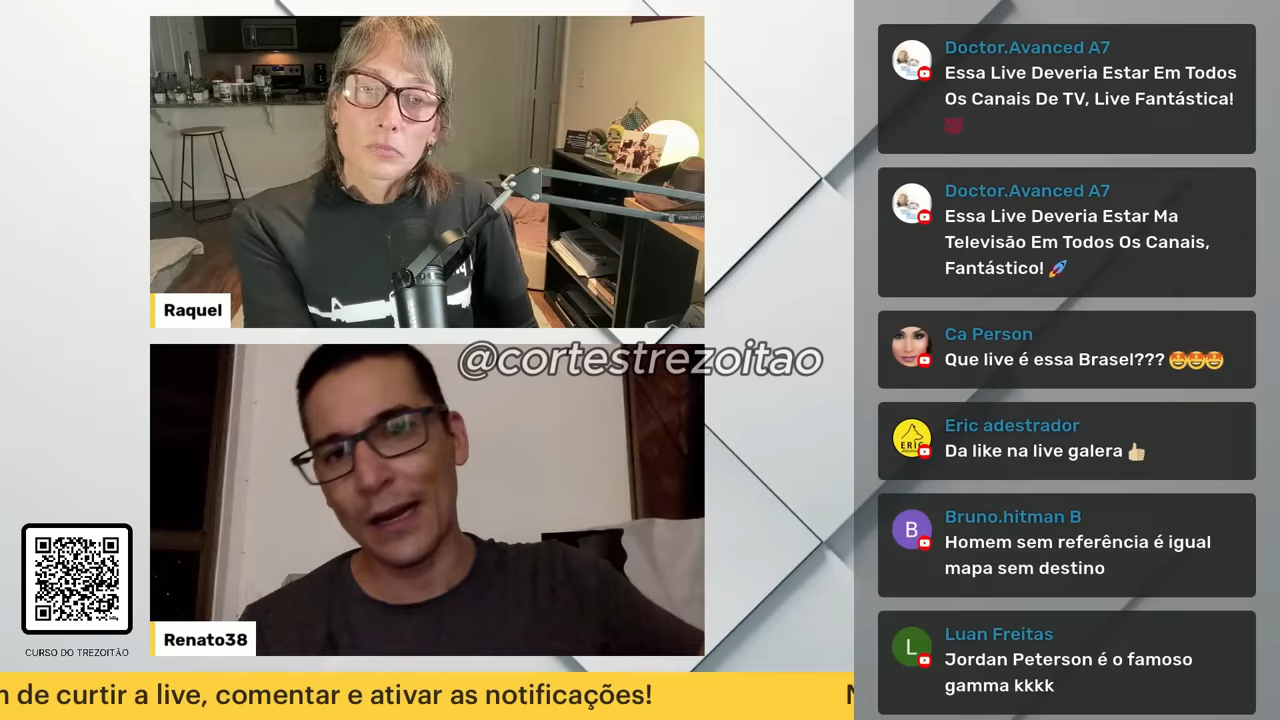 Raquel
@cortestrezoitao
Renato38
CURSO DO TREZOITÃO
de curtir a live, comentar e ativar as notificações!
Doctor.Avanced A7
Essa Live Deveria Estar Em Todos
Os Canais De TV, Live Fantástica!
Doctor.Avanced A7
Essa Live Deveria Estar Ma
Televisão Em Todos Os Canais,
Fantástico! 🚀
Ca Person
Que live é essa Brasel??? 🤩🤩🤩
Eric adestrador
Da like na live galera 👍🏼
B
Bruno.hitman B
Homem sem referência é igual
mapa sem destino
L
Luan Freitas
Jordan Peterson é o famoso
gamma kkkk